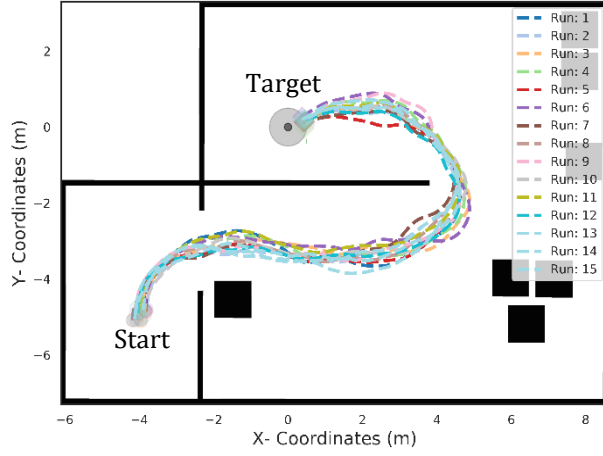 Y- Coordinates (m)
2
0
−2
−4
−6
Target
Start
Run: 1
Run: 2
Run: 3
Run: 4
Run: 5
Run: 6
Run: 7
Run: 8
Run: 9
Run: 10
Run: 11
Run: 12
Run: 13
Run: 14
Run: 15
−6
−4
−2
0
2
4
6
8
X- Coordinates (m)